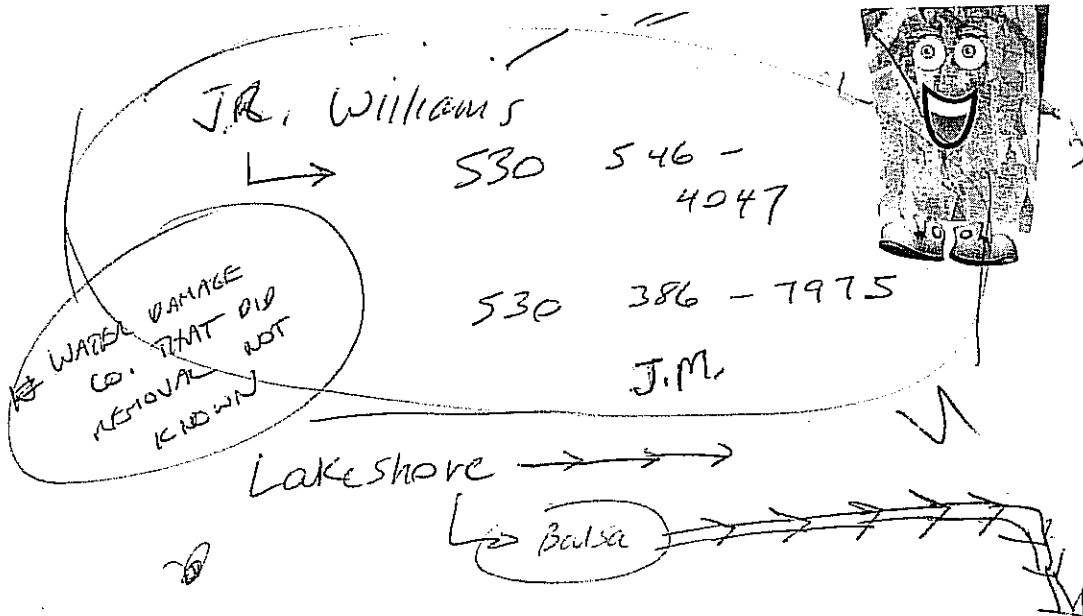 J.R. Williams
530 546 -
4047
WATER DAMAGE
CO. THAT DID
REMOVAL NOT
KNOWN
530 386 - 7975
J.M.
Lakeshore
Balsa